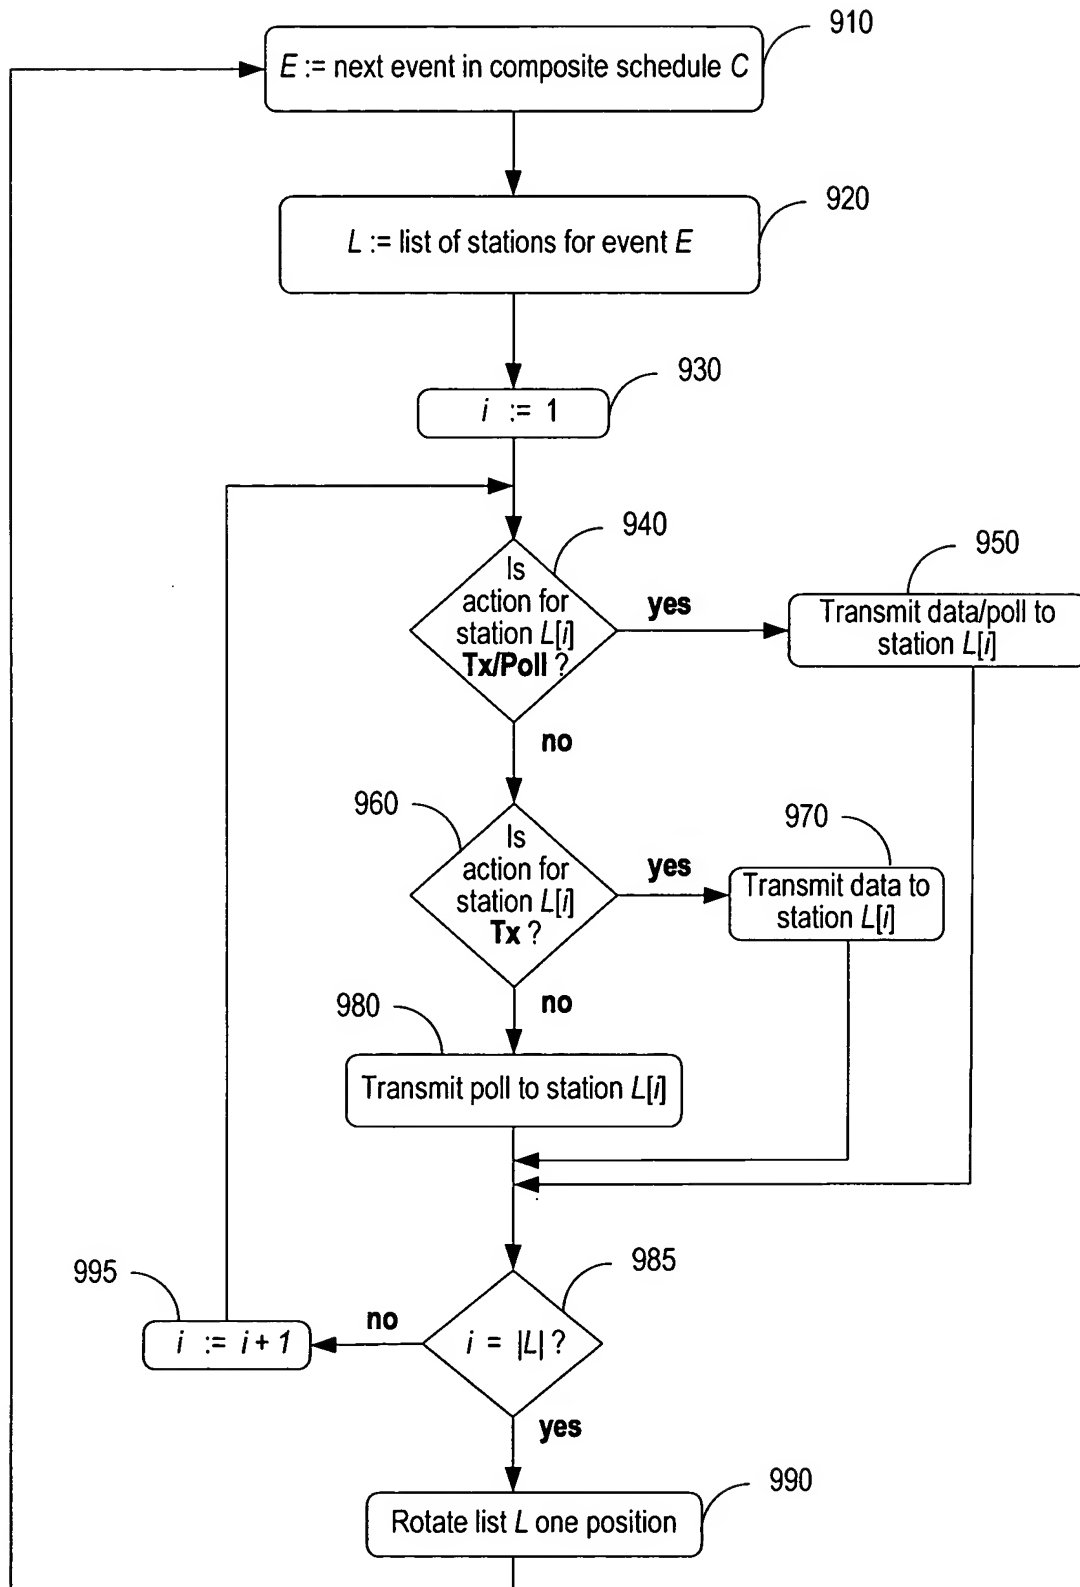 910
E := next event in composite schedule C
920
L := list of stations for event E
930
i := 1
940
Is
action for
station L[i]
Tx/Poll ?
yes
950
Transmit data/poll to
station L[i]
no
960
Is
action for
station L[i]
Tx ?
yes
970
Transmit data to
station L[i]
no
980
Transmit poll to station L[i]
985
i = |L| ?
no
995
i := i + 1
yes
990
Rotate list L one position